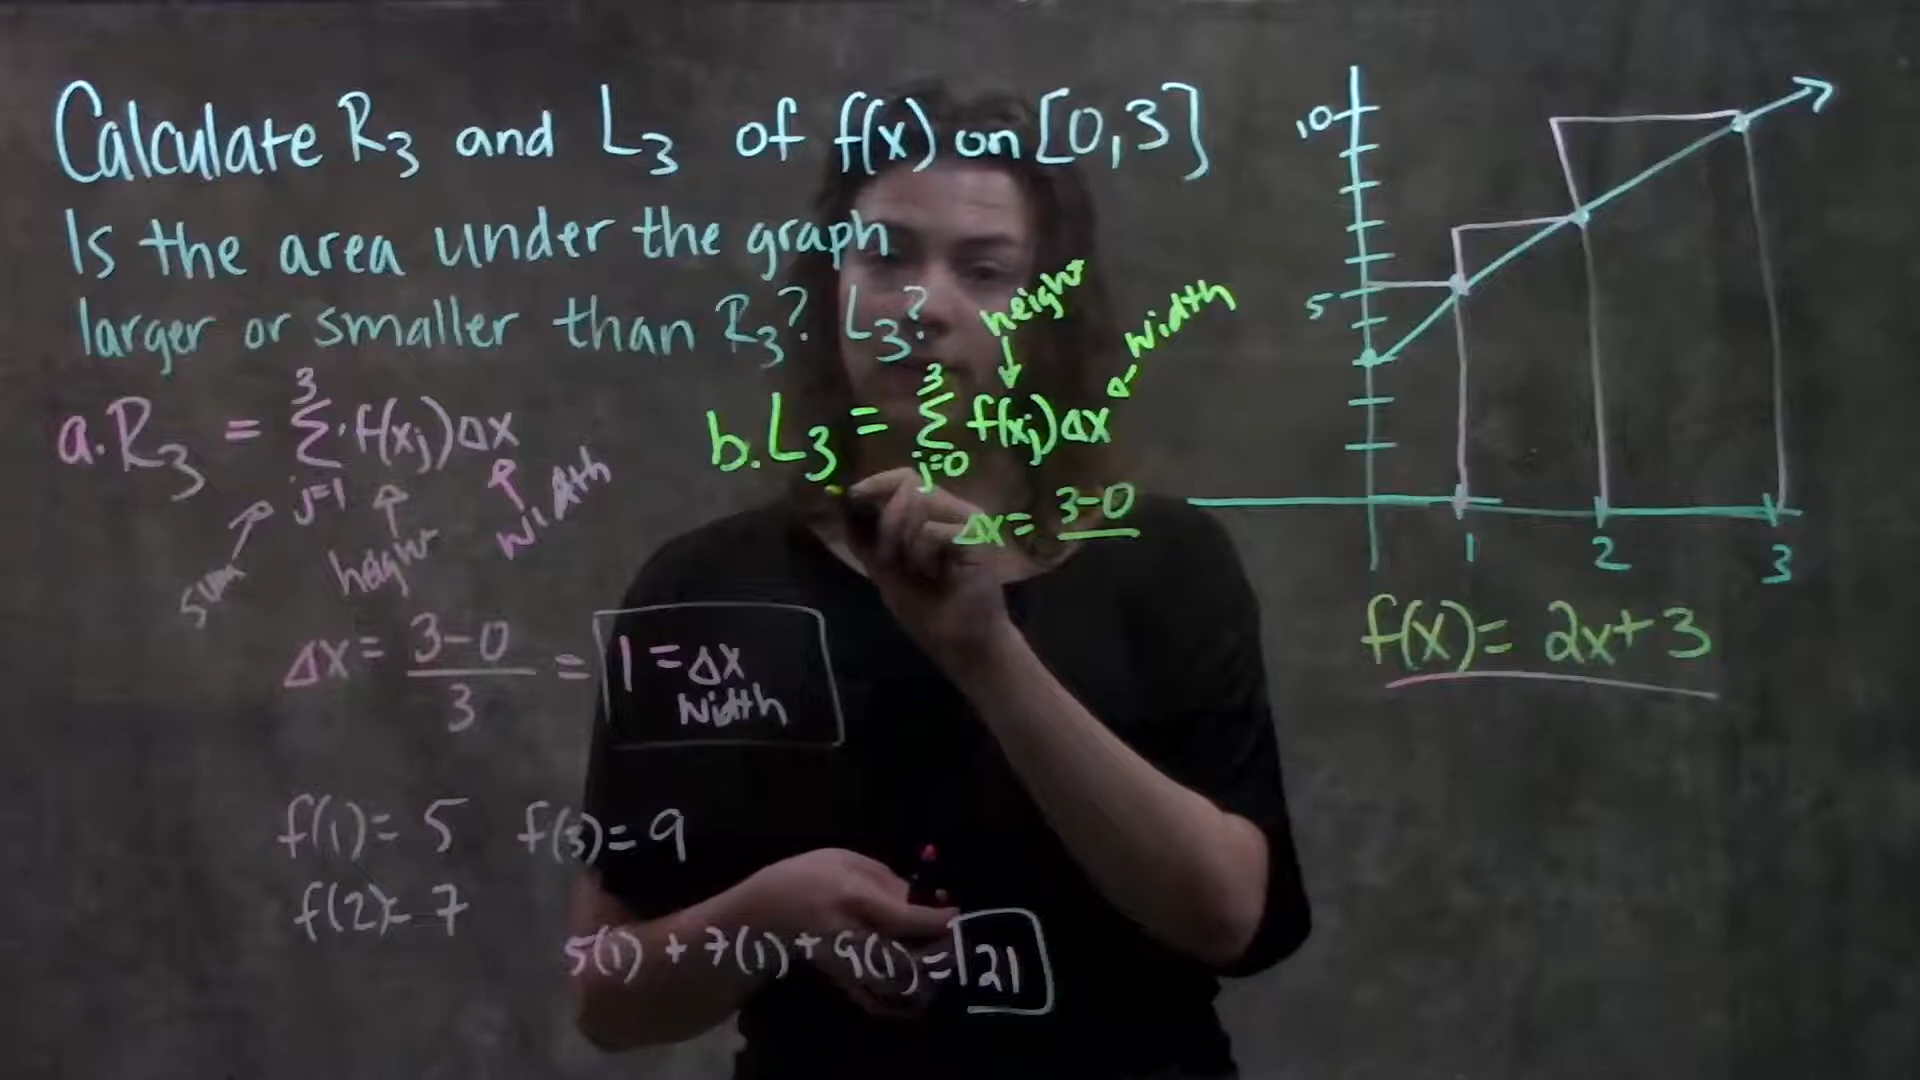 Calculate R₃ and L₃ of f(x) on [0,3]
Is the area under the graph
larger or smaller than R₃? L₃?
a. R₃ = 3 Σ j=1 f(xⱼ)Δx
sum
height
width
Δx = 3-0 / 3 = 1 = Δx
width
f(1)= 5
f(3)= 9
f(2)= 7
5(1) + 7(1) + 9(1) = 21
b. L₃ = 3 Σ j=0 f(xⱼ)Δx
height
width
Δx = 3-0
10
5
1
2
3
f(x)= 2x+3